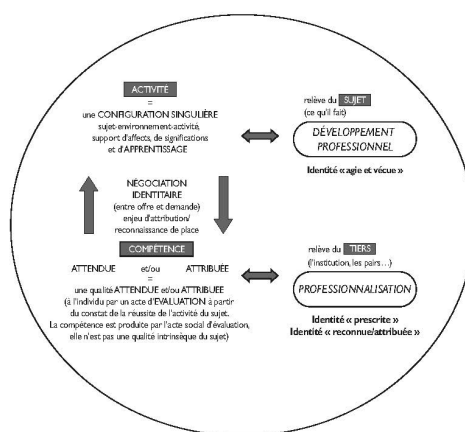 ACTIVITÉ
=
une CONFIGURATION SINGULIÈRE
sujet-environnement-activité,
support d'affects, de significations
et d'APPRENTISSAGE
relève du SUJET
(ce qu'il fait)
DÉVELOPPEMENT
PROFESSIONNEL
Identité « agie et vécue »
NÉGOCIATION
IDENTITAIRE
(entre offre et demande)
enjeu d'attribution/
reconnaissance de place
COMPÉTENCE
ATTENDUE et/ou ATTRIBUÉE
=
une qualité ATTENDUE et/ou ATTRIBUEE
(à l'individu par un acte d'EVALUATION à partir
du constat de la réussite de l'activité du sujet.
La compétence est produite par l'acte social d'évaluation,
elle n'est pas une qualité intrinsèque du sujet)
relève du TIERS
(l'institution, les pairs…)
PROFESSIONNALISATION
Identité « prescrite »
Identité « reconnue/attribuée »